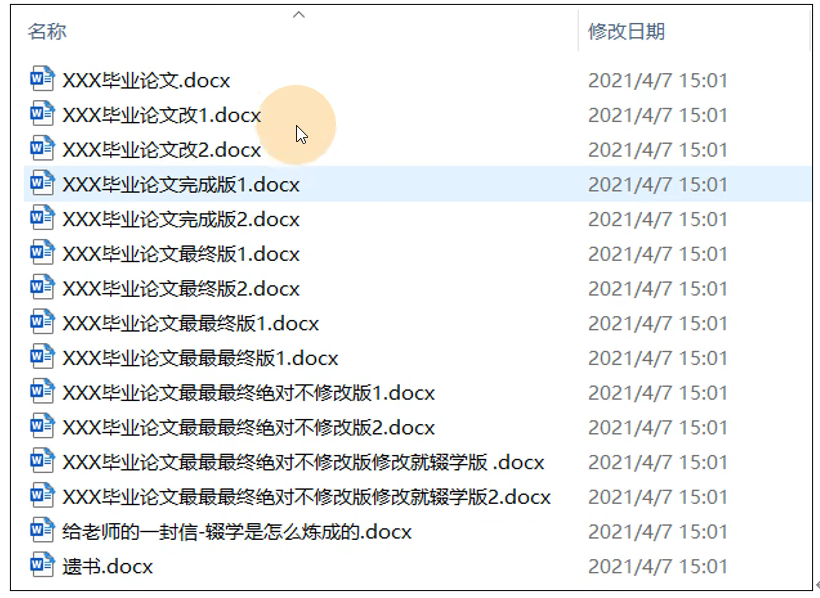 名称 修改日期
XXX毕业论文.docx 2021/4/7 15:01
XXX毕业论文改1.docx 2021/4/7 15:01
XXX毕业论文改2.docx 2021/4/7 15:01
XXX毕业论文完成版1.docx 2021/4/7 15:01
XXX毕业论文完成版2.docx 2021/4/7 15:01
XXX毕业论文最终版1.docx 2021/4/7 15:01
XXX毕业论文最终版2.docx 2021/4/7 15:01
XXX毕业论文最最终版1.docx 2021/4/7 15:01
XXX毕业论文最最最终版1.docx 2021/4/7 15:01
XXX毕业论文最最最终绝对不修改版1.docx 2021/4/7 15:01
XXX毕业论文最最最终绝对不修改版2.docx 2021/4/7 15:01
XXX毕业论文最最最终绝对不修改版修改就辍学版 .docx 2021/4/7 15:01
XXX毕业论文最最最终绝对不修改版修改就辍学版2.docx 2021/4/7 15:01
给老师的一封信-辍学是怎么炼成的.docx 2021/4/7 15:01
遗书.docx 2021/4/7 15:01